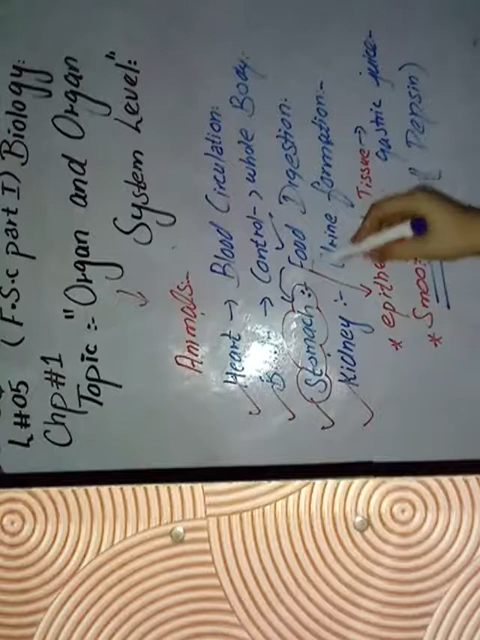 L#05 (F.Sc part I) Biology:
Chp#1
Topic :- "Organ and Organ
↓ System Level:"
Animals:-
Heart → Blood Circulation:
→ Control → whole Body.
Stomach :- Food Digestion:
Kidney :- Urine formation:-
Tissue →
* epithe gastric juice-
* Smoo (Pepsin)